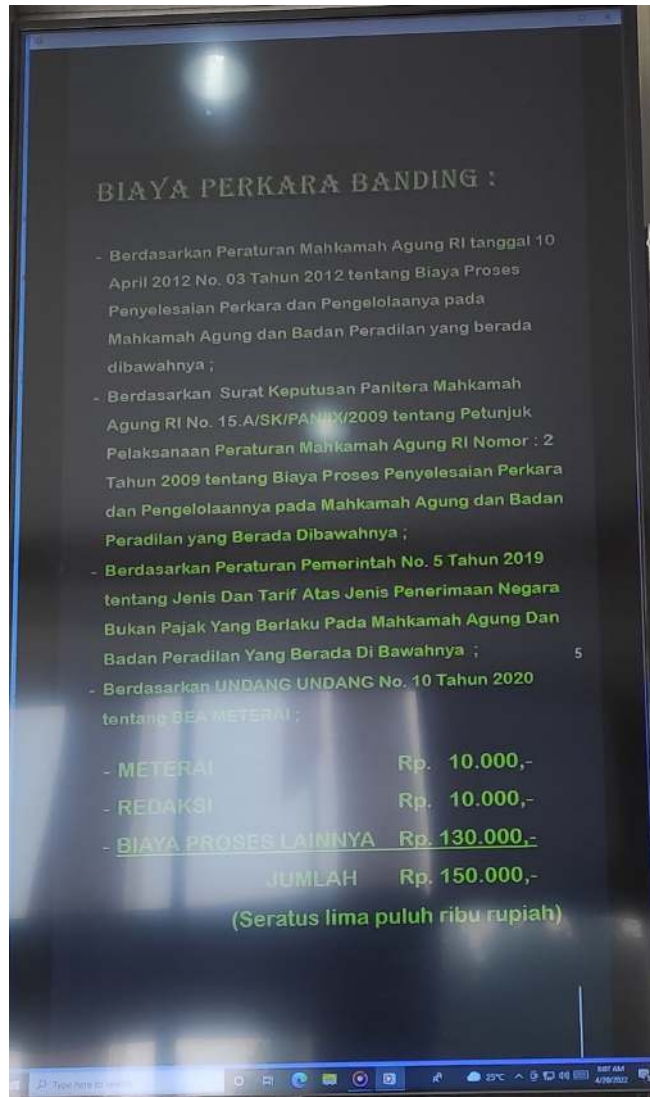 BIAYA PERKARA BANDING :
- Berdasarkan Peraturan Mahkamah Agung RI tanggal 10
April 2012 No. 03 Tahun 2012 tentang Biaya Proses
Penyelesaian Perkara dan Pengelolaanya pada
Mahkamah Agung dan Badan Peradilan yang berada
dibawahnya ;
- Berdasarkan Surat Keputusan Panitera Mahkamah
Agung RI No. 15.A/SK/PAN/IX/2009 tentang Petunjuk
Pelaksanaan Peraturan Mahkamah Agung RI Nomor : 2
Tahun 2009 tentang Biaya Proses Penyelesaian Perkara
dan Pengelolaannya pada Mahkamah Agung dan Badan
Peradilan yang Berada Dibawahnya ;
- Berdasarkan Peraturan Pemerintah No. 5 Tahun 2019
tentang Jenis Dan Tarif Atas Jenis Penerimaan Negara
Bukan Pajak Yang Berlaku Pada Mahkamah Agung Dan
Badan Peradilan Yang Berada Di Bawahnya ;
5
- Berdasarkan UNDANG UNDANG No. 10 Tahun 2020
tentang BEA METERAI ;
- METERAI Rp. 10.000,-
- REDAKSI Rp. 10.000,-
- BIAYA PROSES LAINNYA Rp. 130.000,-
JUMLAH Rp. 150.000,-
(Seratus lima puluh ribu rupiah)
Type here to search
25°C
AM
4/20/2022